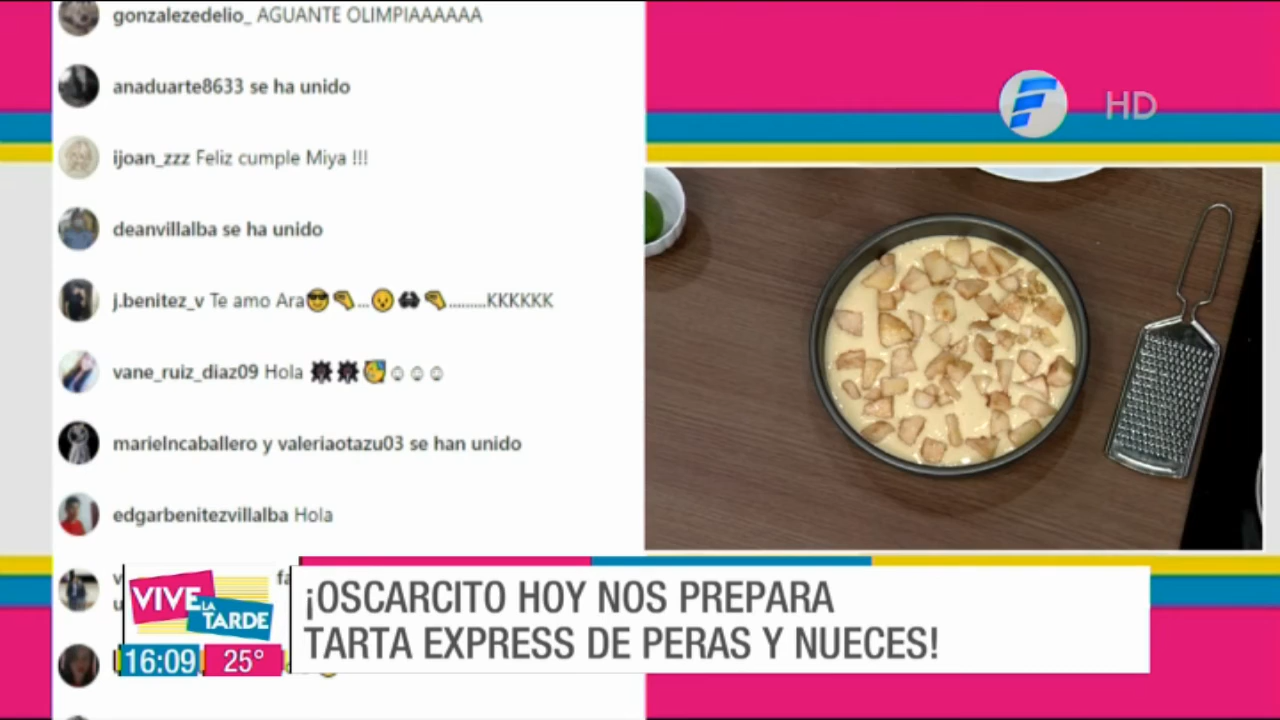 gonzalezedelio_ AGUANTE OLIMPIAAAAAA
anaduarte8633 se ha unido
HD
ijoan_zzz Feliz cumple Miya !!!
deanvillalba se ha unido
j.benitez_v Te amo Ara😎🤏...😯🤝🤏.........KKKKKK
vane_ruiz_diaz09 Hola ☺☺☺
marielncaballero y valeriaotazu03 se han unido
edgarbenitezvillalba Hola
VIVE LA TARDE
¡OSCARCITO HOY NOS PREPARA
TARTA EXPRESS DE PERAS Y NUECES!
16:09 25°